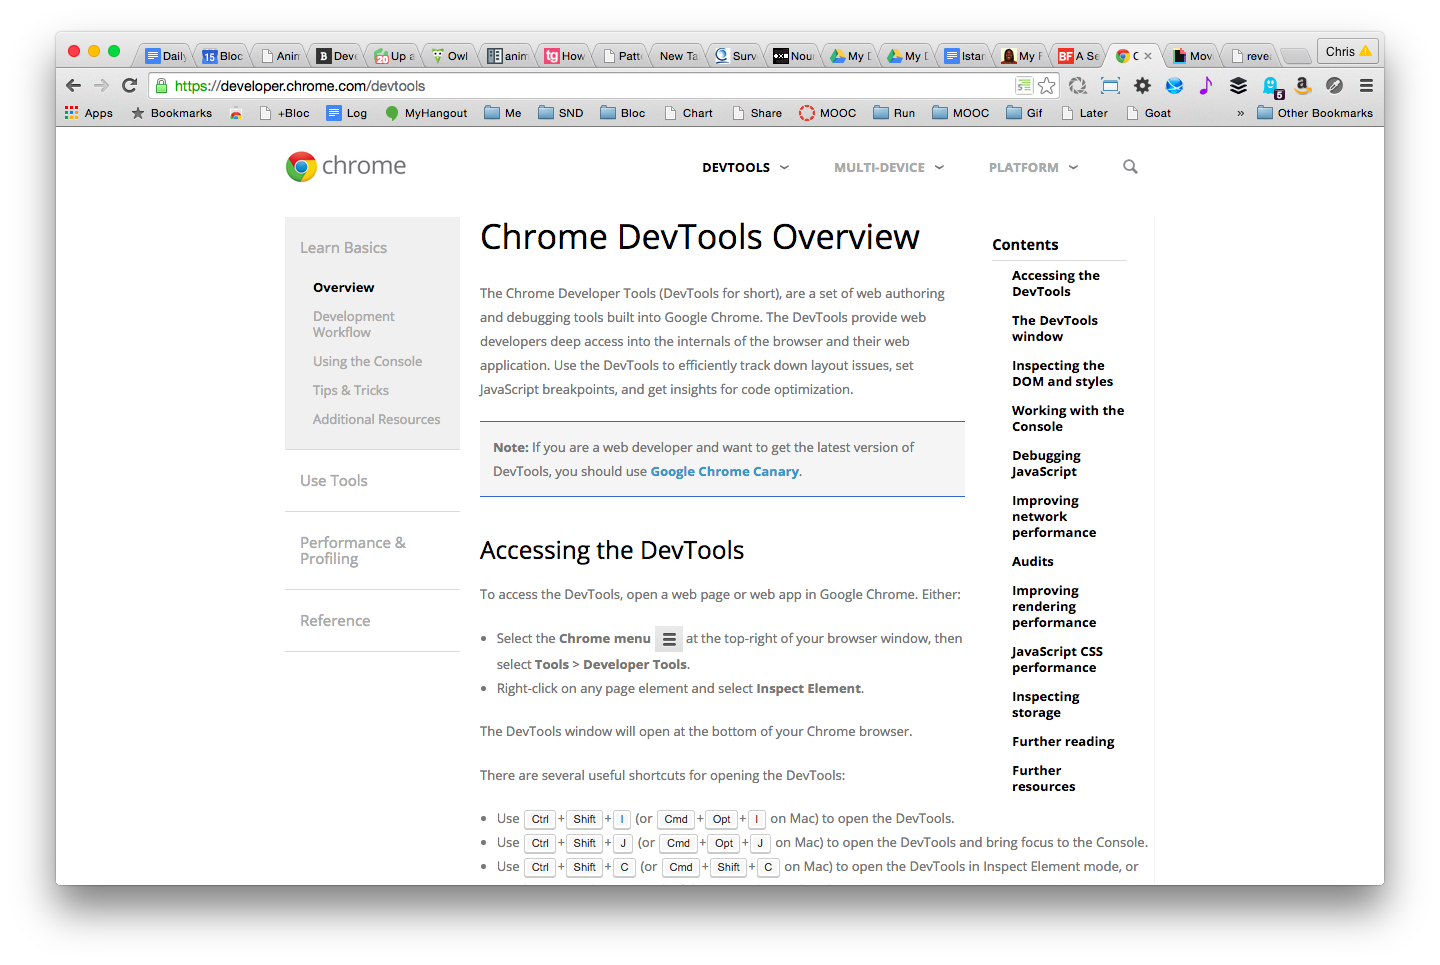 Daily
15 Bloc
Anim
B Deve
20 Up a
Owl
anim
tg How
Patte
New Ta
Surv
Noun
My D
My D
Istan
My F
BF A Se
C
Mov
revea
Chris
https://developer.chrome.com/devtools
5
Apps
Bookmarks
+Bloc
Log
MyHangout
Me
SND
Bloc
Chart
Share
MOOC
Run
MOOC
Gif
Later
Goat
»
Other Bookmarks
chrome
DEVTOOLS
MULTI-DEVICE
PLATFORM
Learn Basics
Overview
Development
Workflow
Using the Console
Tips & Tricks
Additional Resources
Use Tools
Performance &
Profiling
Reference
Chrome DevTools Overview
The Chrome Developer Tools (DevTools for short), are a set of web authoring
and debugging tools built into Google Chrome. The DevTools provide web
developers deep access into the internals of the browser and their web
application. Use the DevTools to efficiently track down layout issues, set
JavaScript breakpoints, and get insights for code optimization.
Note: If you are a web developer and want to get the latest version of
DevTools, you should use Google Chrome Canary.
Accessing the DevTools
To access the DevTools, open a web page or web app in Google Chrome. Either:
• Select the Chrome menu at the top-right of your browser window, then
select Tools > Developer Tools.
• Right-click on any page element and select Inspect Element.
The DevTools window will open at the bottom of your Chrome browser.
There are several useful shortcuts for opening the DevTools:
• Use Ctrl + Shift + I (or Cmd + Opt + I on Mac) to open the DevTools.
• Use Ctrl + Shift + J (or Cmd + Opt + J on Mac) to open the DevTools and bring focus to the Console.
• Use Ctrl + Shift + C (or Cmd + Shift + C on Mac) to open the DevTools in Inspect Element mode, or
Contents
Accessing the
DevTools
The DevTools
window
Inspecting the
DOM and styles
Working with the
Console
Debugging
JavaScript
Improving
network
performance
Audits
Improving
rendering
performance
JavaScript CSS
performance
Inspecting
storage
Further reading
Further
resources